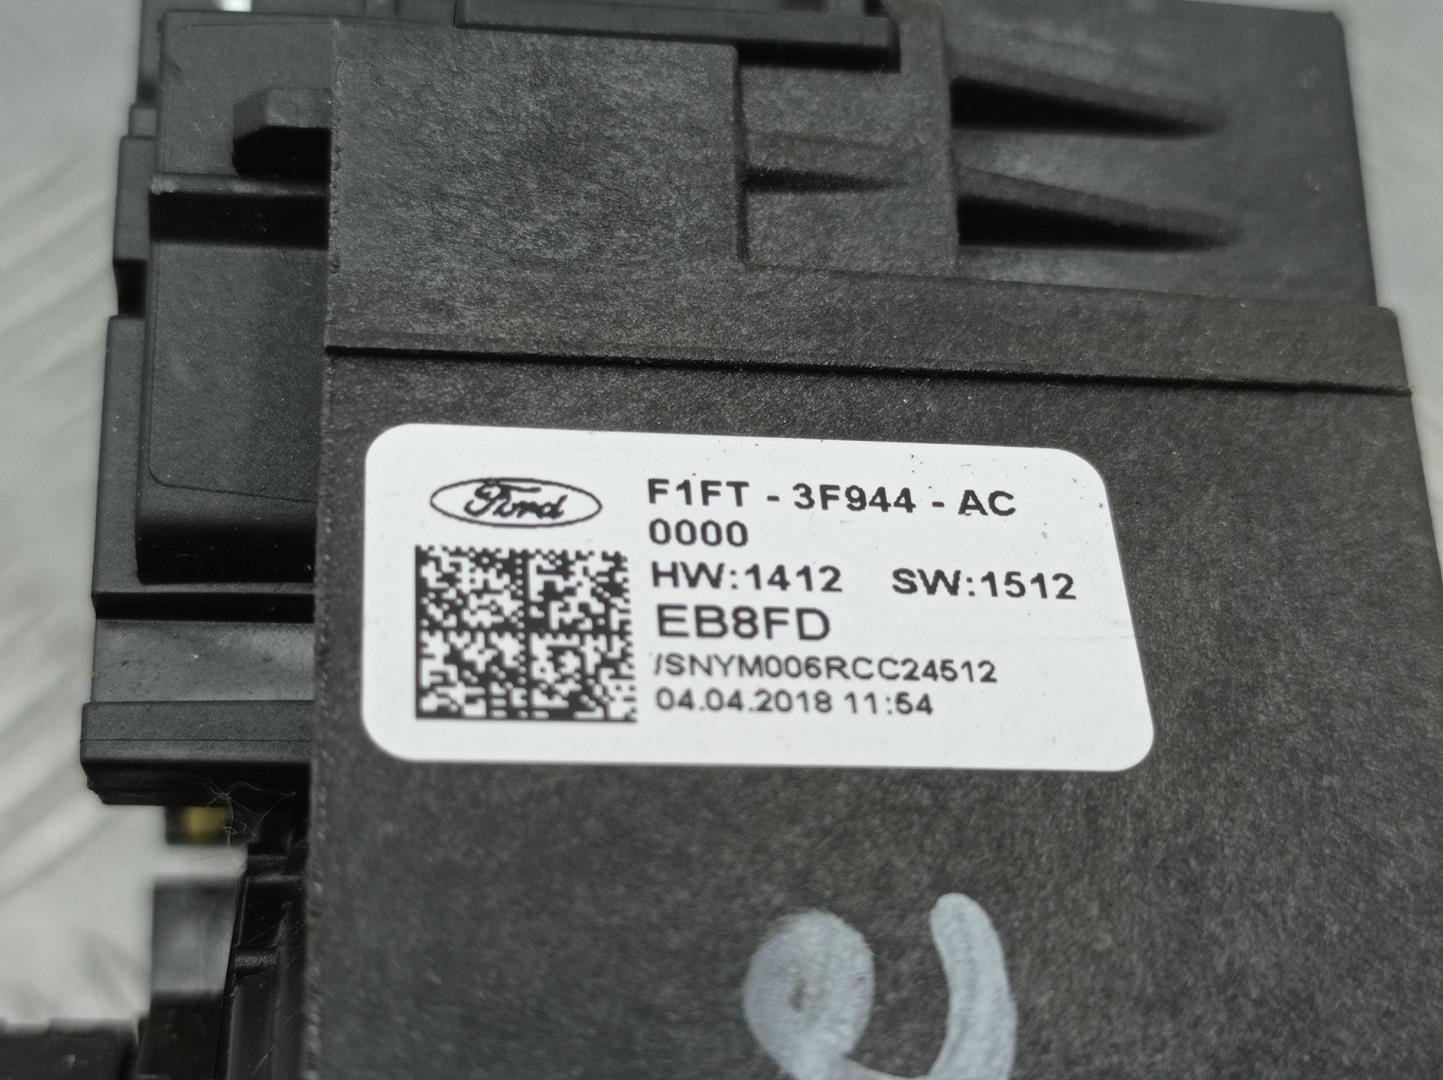 Ford
F1FT - 3F944 - AC
0000
HW:1412 SW:1512
EB8FD
/SNYM006RCC24512
04.04.2018 11:54